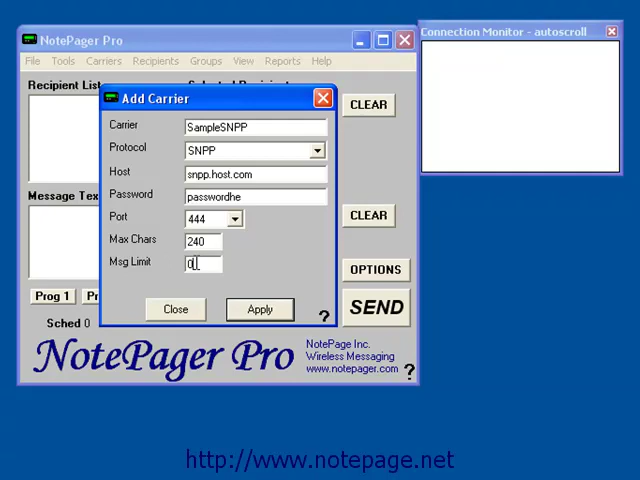 NotePager Pro
Connection Monitor - autoscroll
File Tools Carriers Recipients Groups View Reports Help
Recipient List
CLEAR
Add Carrier
Carrier SampleSNPP
Protocol SNPP
Host snpp.host.com
Password passwordhe
Port 444
Max Chars 240
Msg Limit 0
Close Apply ?
Message Tex
CLEAR
OPTIONS
Prog 1
SEND
Sched 0
NotePager Pro
NotePage Inc.
Wireless Messaging
www.notepager.com ?
http://www.notepage.net